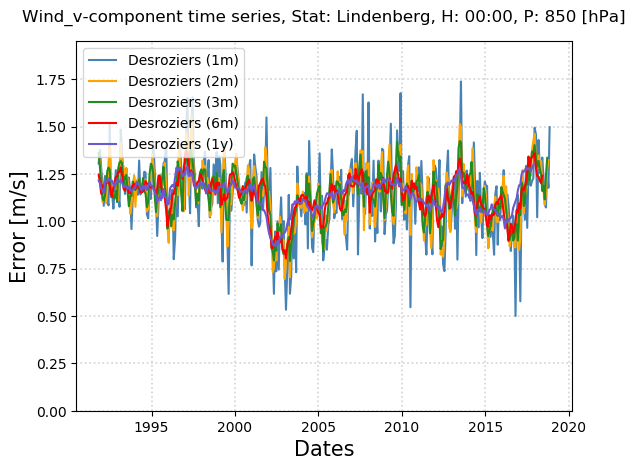 Wind_v-component time series, Stat: Lindenberg, H: 00:00, P: 850 [hPa]
Desroziers (1m)
Desroziers (2m)
Desroziers (3m)
Desroziers (6m)
Desroziers (1y)
Error [m/s]
1.75
1.50
1.25
1.00
0.75
0.50
0.25
0.00
1995 2000 2005 2010 2015 2020
Dates